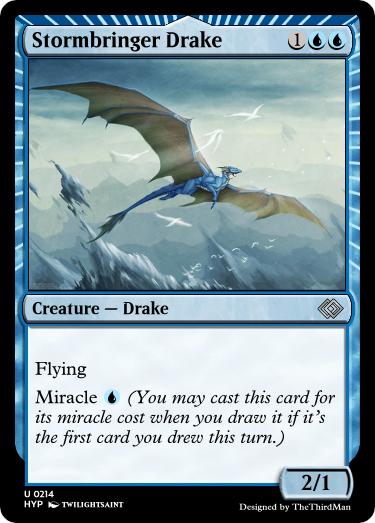 Stormbringer Drake 1
Creature — Drake
Flying
Miracle (You may cast this card for
its miracle cost when you draw it if it's
the first card you drew this turn.)
2/1
U 0214
HYP TWILIGHTSAINT
Designed by TheThirdMan